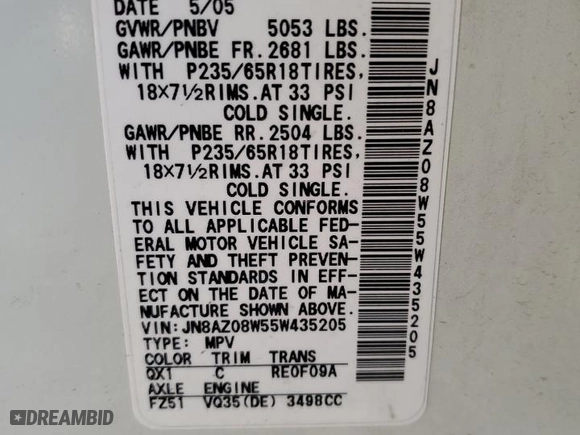 DATE 5/05
GVWR/PNBV 5053 LBS.
GAWR/PNBE FR. 2681 LBS.
WITH P235/65R18TIRES,
18×7½RIMS.AT 33 PSI
COLD SINGLE.
GAWR/PNBE RR. 2504 LBS.
WITH P235/65R18TIRES,
18×7½RIMS.AT 33 PSI
COLD SINGLE.
THIS VEHICLE CONFORMS
TO ALL APPLICABLE FED-
ERAL MOTOR VEHICLE SA-
FETY AND THEFT PREVEN-
TION STANDARDS IN EFF-
ECT ON THE DATE OF MA-
NUFACTURE SHOWN ABOVE.
VIN: JN8AZ08W55W435205
TYPE: MPV
COLOR TRIM TRANS
QX1 C RE0F09A
AXLE ENGINE
FZ51 VQ35(DE) 3498CC
JN8AZ08W55W435205
DREAMBID